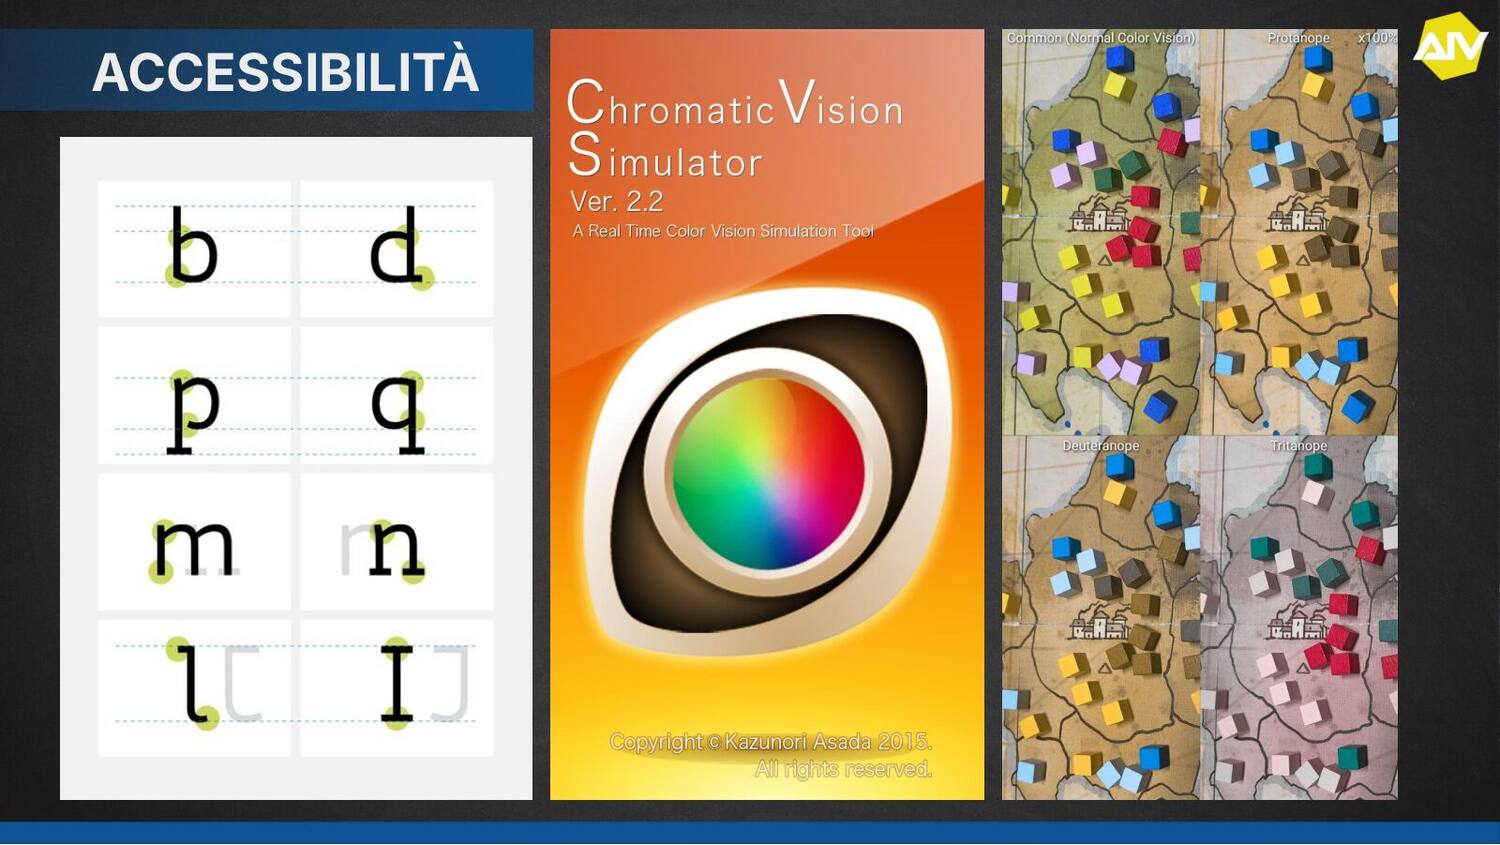 ACCESSIBILITÀ
b d
p q
m n
l I
Chromatic Vision
Simulator
Ver. 2.2
A Real Time Color Vision Simulation Tool
Copyright © Kazunori Asada 2015.
All rights reserved.
Common (Normal Color Vision)
Protanope x100%
Deuteranope
Tritanope
AIV